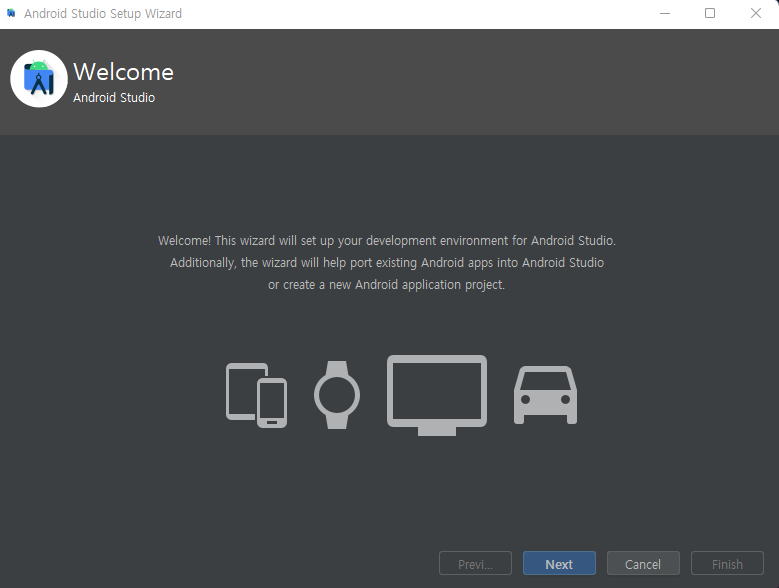 Android Studio Setup Wizard
Welcome
Android Studio
Welcome! This wizard will set up your development environment for Android Studio.
Additionally, the wizard will help port existing Android apps into Android Studio
or create a new Android application project.
Previ...
Next
Cancel
Finish